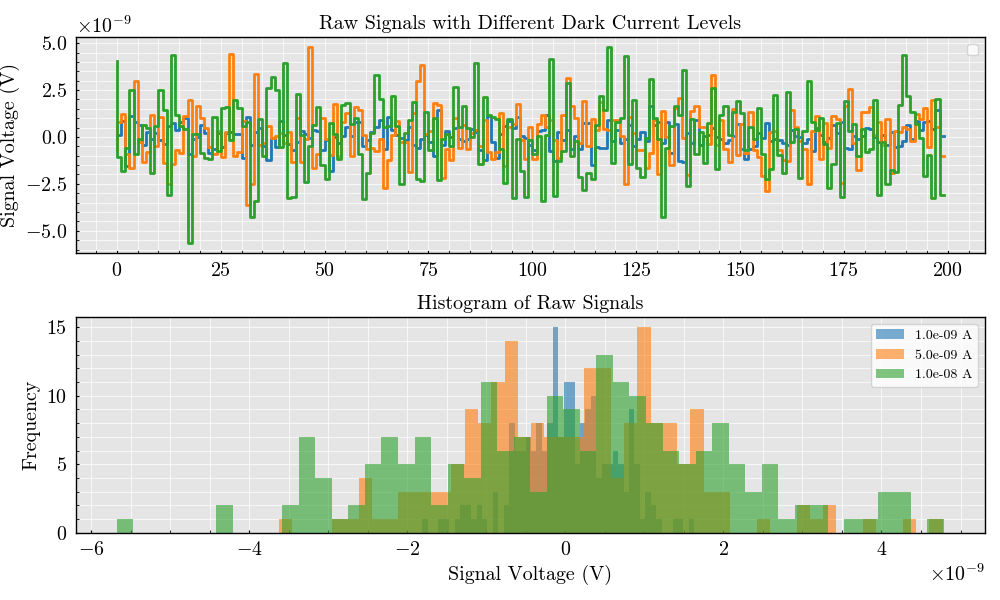 Raw Signals with Different Dark Current Levels
×10⁻⁹
Signal Voltage (V)
5.0
2.5
0.0
−2.5
−5.0
0 25 50 75 100 125 150 175 200
Histogram of Raw Signals
Frequency
15
10
5
0
1.0e-09 A
5.0e-09 A
1.0e-08 A
−6 −4 −2 0 2 4
Signal Voltage (V)
×10⁻⁹